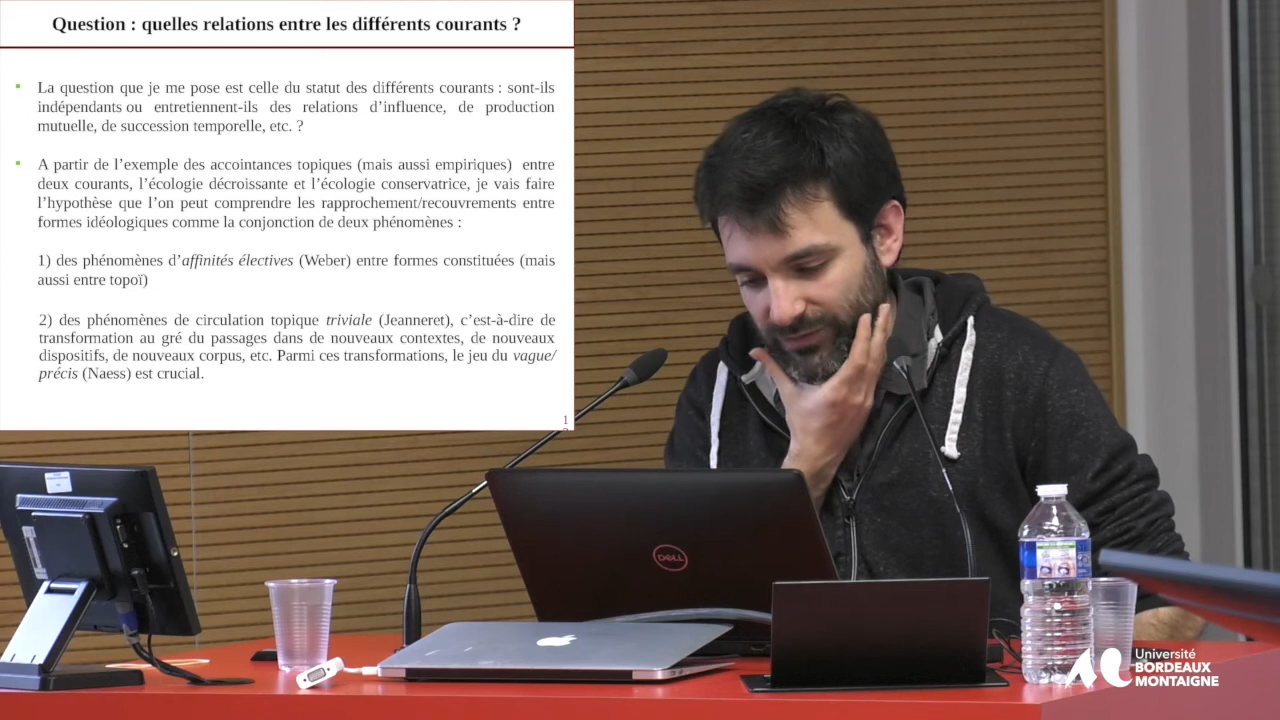 Question : quelles relations entre les différents courants ?
La question que je me pose est celle du statut des différents courants : sont-ils
indépendants ou entretiennent-ils des relations d’influence, de production
mutuelle, de succession temporelle, etc. ?
A partir de l’exemple des accointances topiques (mais aussi empiriques) entre
deux courants, l’écologie décroissante et l’écologie conservatrice, je vais faire
l’hypothèse que l’on peut comprendre les rapprochement/recouvrements entre
formes idéologiques comme la conjonction de deux phénomènes :
1) des phénomènes d’affinités électives (Weber) entre formes constituées (mais
aussi entre topoï)
2) des phénomènes de circulation topique triviale (Jeanneret), c’est-à-dire de
transformation au gré du passages dans de nouveaux contextes, de nouveaux
dispositifs, de nouveaux corpus, etc. Parmi ces transformations, le jeu du vague/
précis (Naess) est crucial.
1
DELL
Université
BORDEAUX
MONTAIGNE